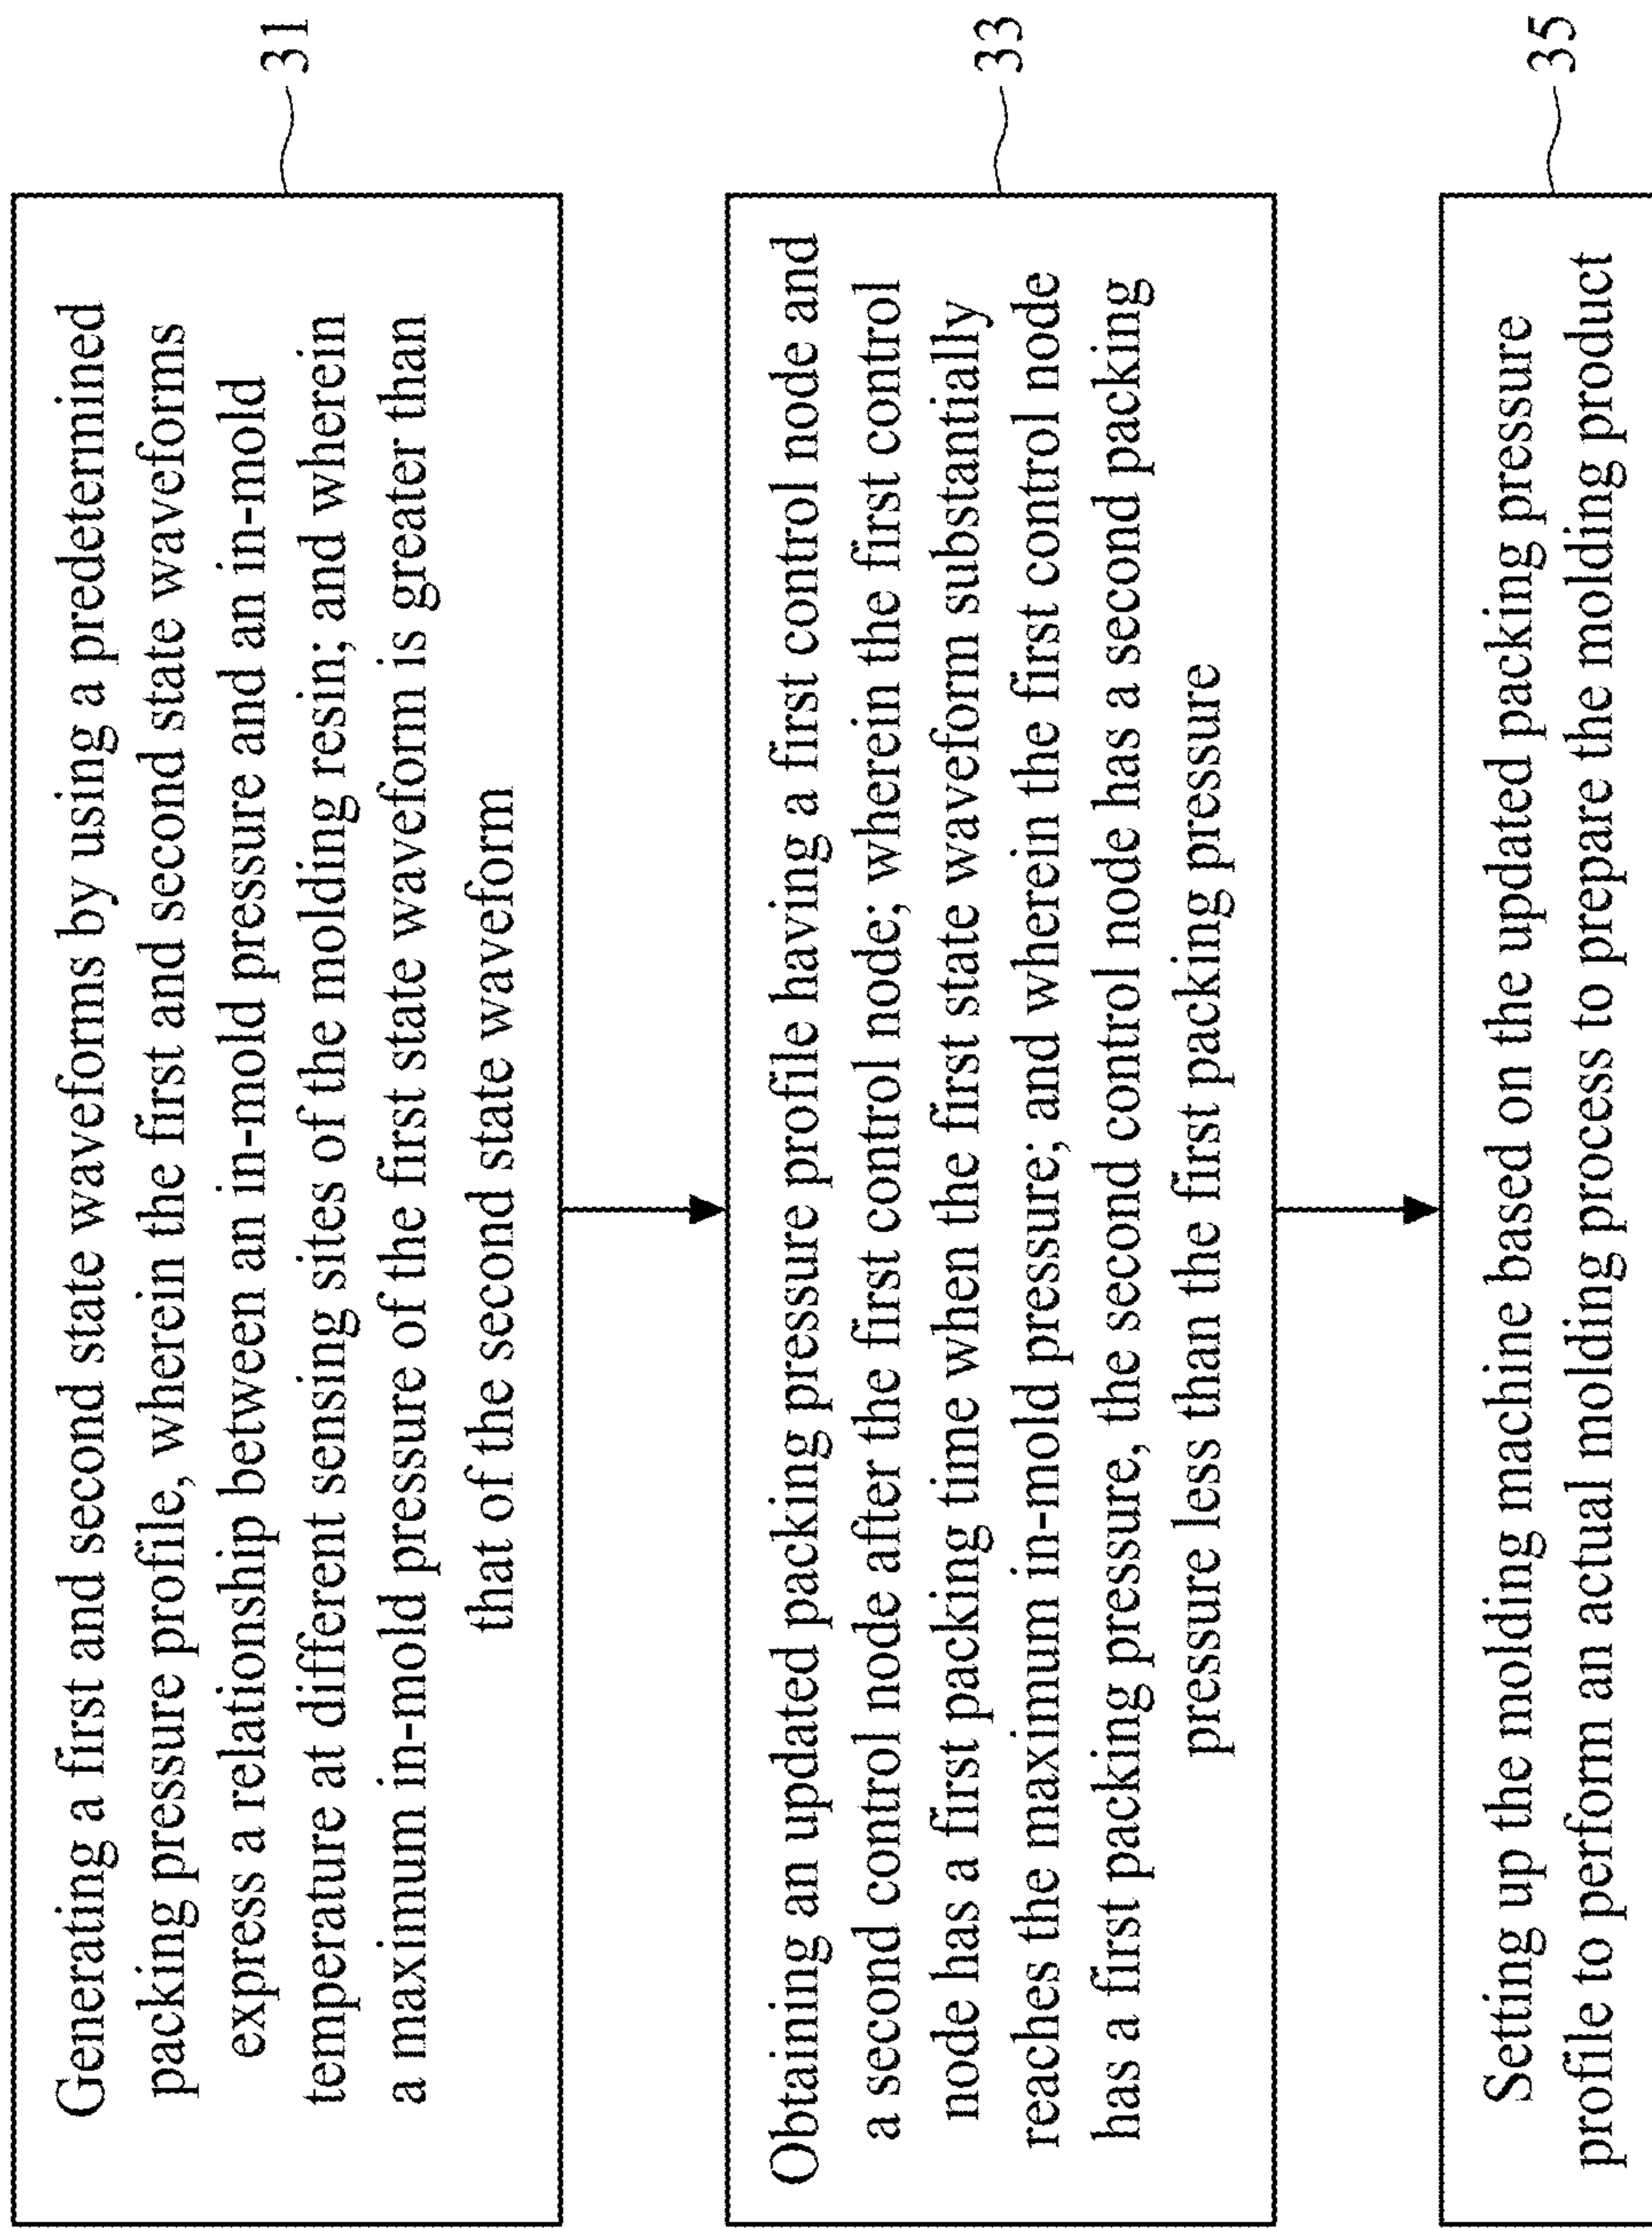 Generating a first and second state waveforms by using a predetermined
packing pressure profile, wherein the first and second state waveforms
express a relationship between an in-mold pressure and an in-mold
temperature at different sensing sites of the molding resin; and wherein
a maximum in-mold pressure of the first state waveform is greater than
that of the second state waveform
31
Obtaining an updated packing pressure profile having a first control node and
a second control node after the first control node; wherein the first control
node has a first packing time when the first state waveform substantially
reaches the maximum in-mold pressure; and wherein the first control node
has a first packing pressure, the second control node has a second packing
pressure less than the first packing pressure
33
Setting up the molding machine based on the updated packing pressure
profile to perform an actual molding process to prepare the molding product
35